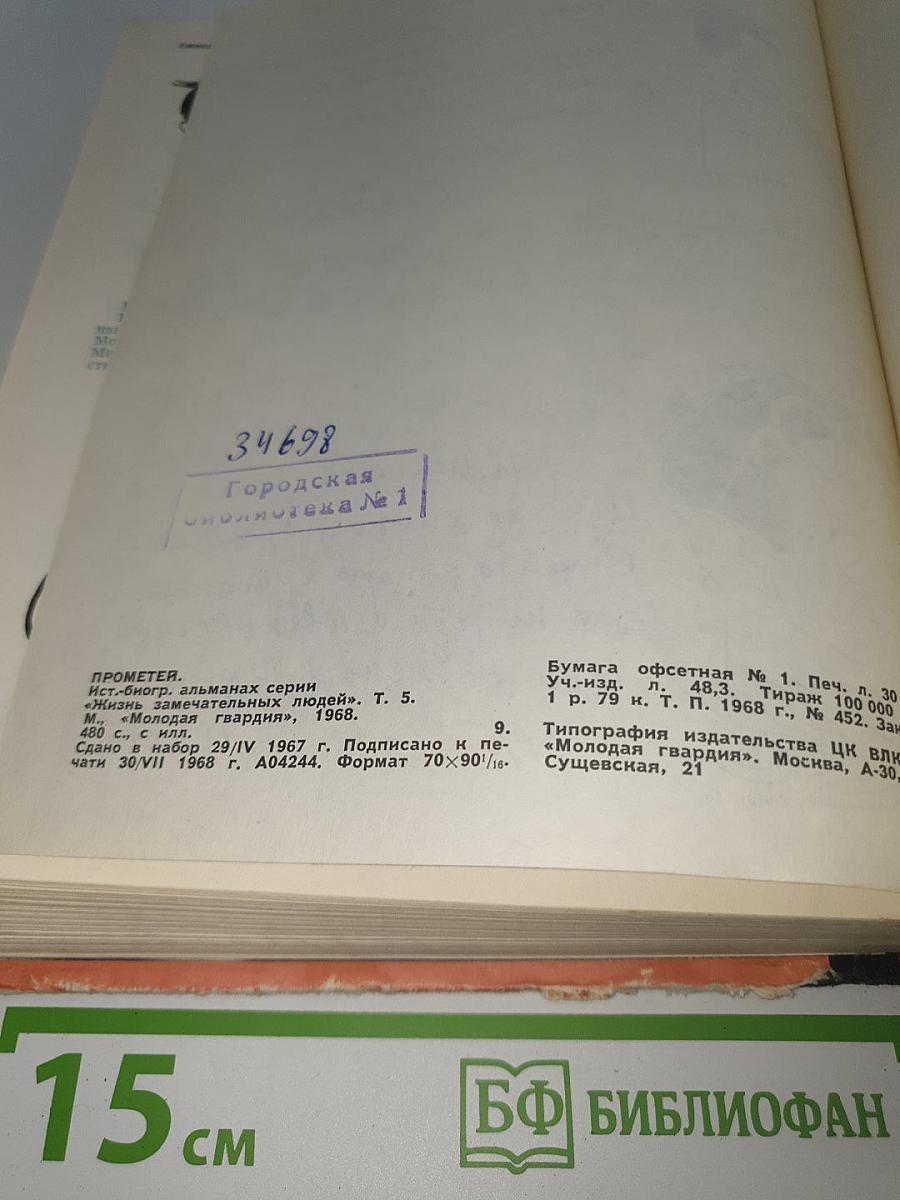 34698
Городская
библиотека № 1
ПРОМЕТЕЙ.
Ист.-биогр. альманах серии
«Жизнь замечательных людей». Т. 5.
М., «Молодая гвардия», 1968.
480 с., с илл. 9.
Сдано в набор 29/IV 1967 г. Подписано к пе-
чати 30/VII 1968 г. А04244. Формат 70×90¹/₁₆.
Бумага офсетная № 1. Печ. л. 30
Уч.-изд. л. 48,3. Тираж 100 000
1 р. 79 к. Т. П. 1968 г., № 452. Зак
Типография издательства ЦК ВЛК
«Молодая гвардия». Москва, А-30,
Сущевская, 21
15 см
БФ БИБЛИОФАН